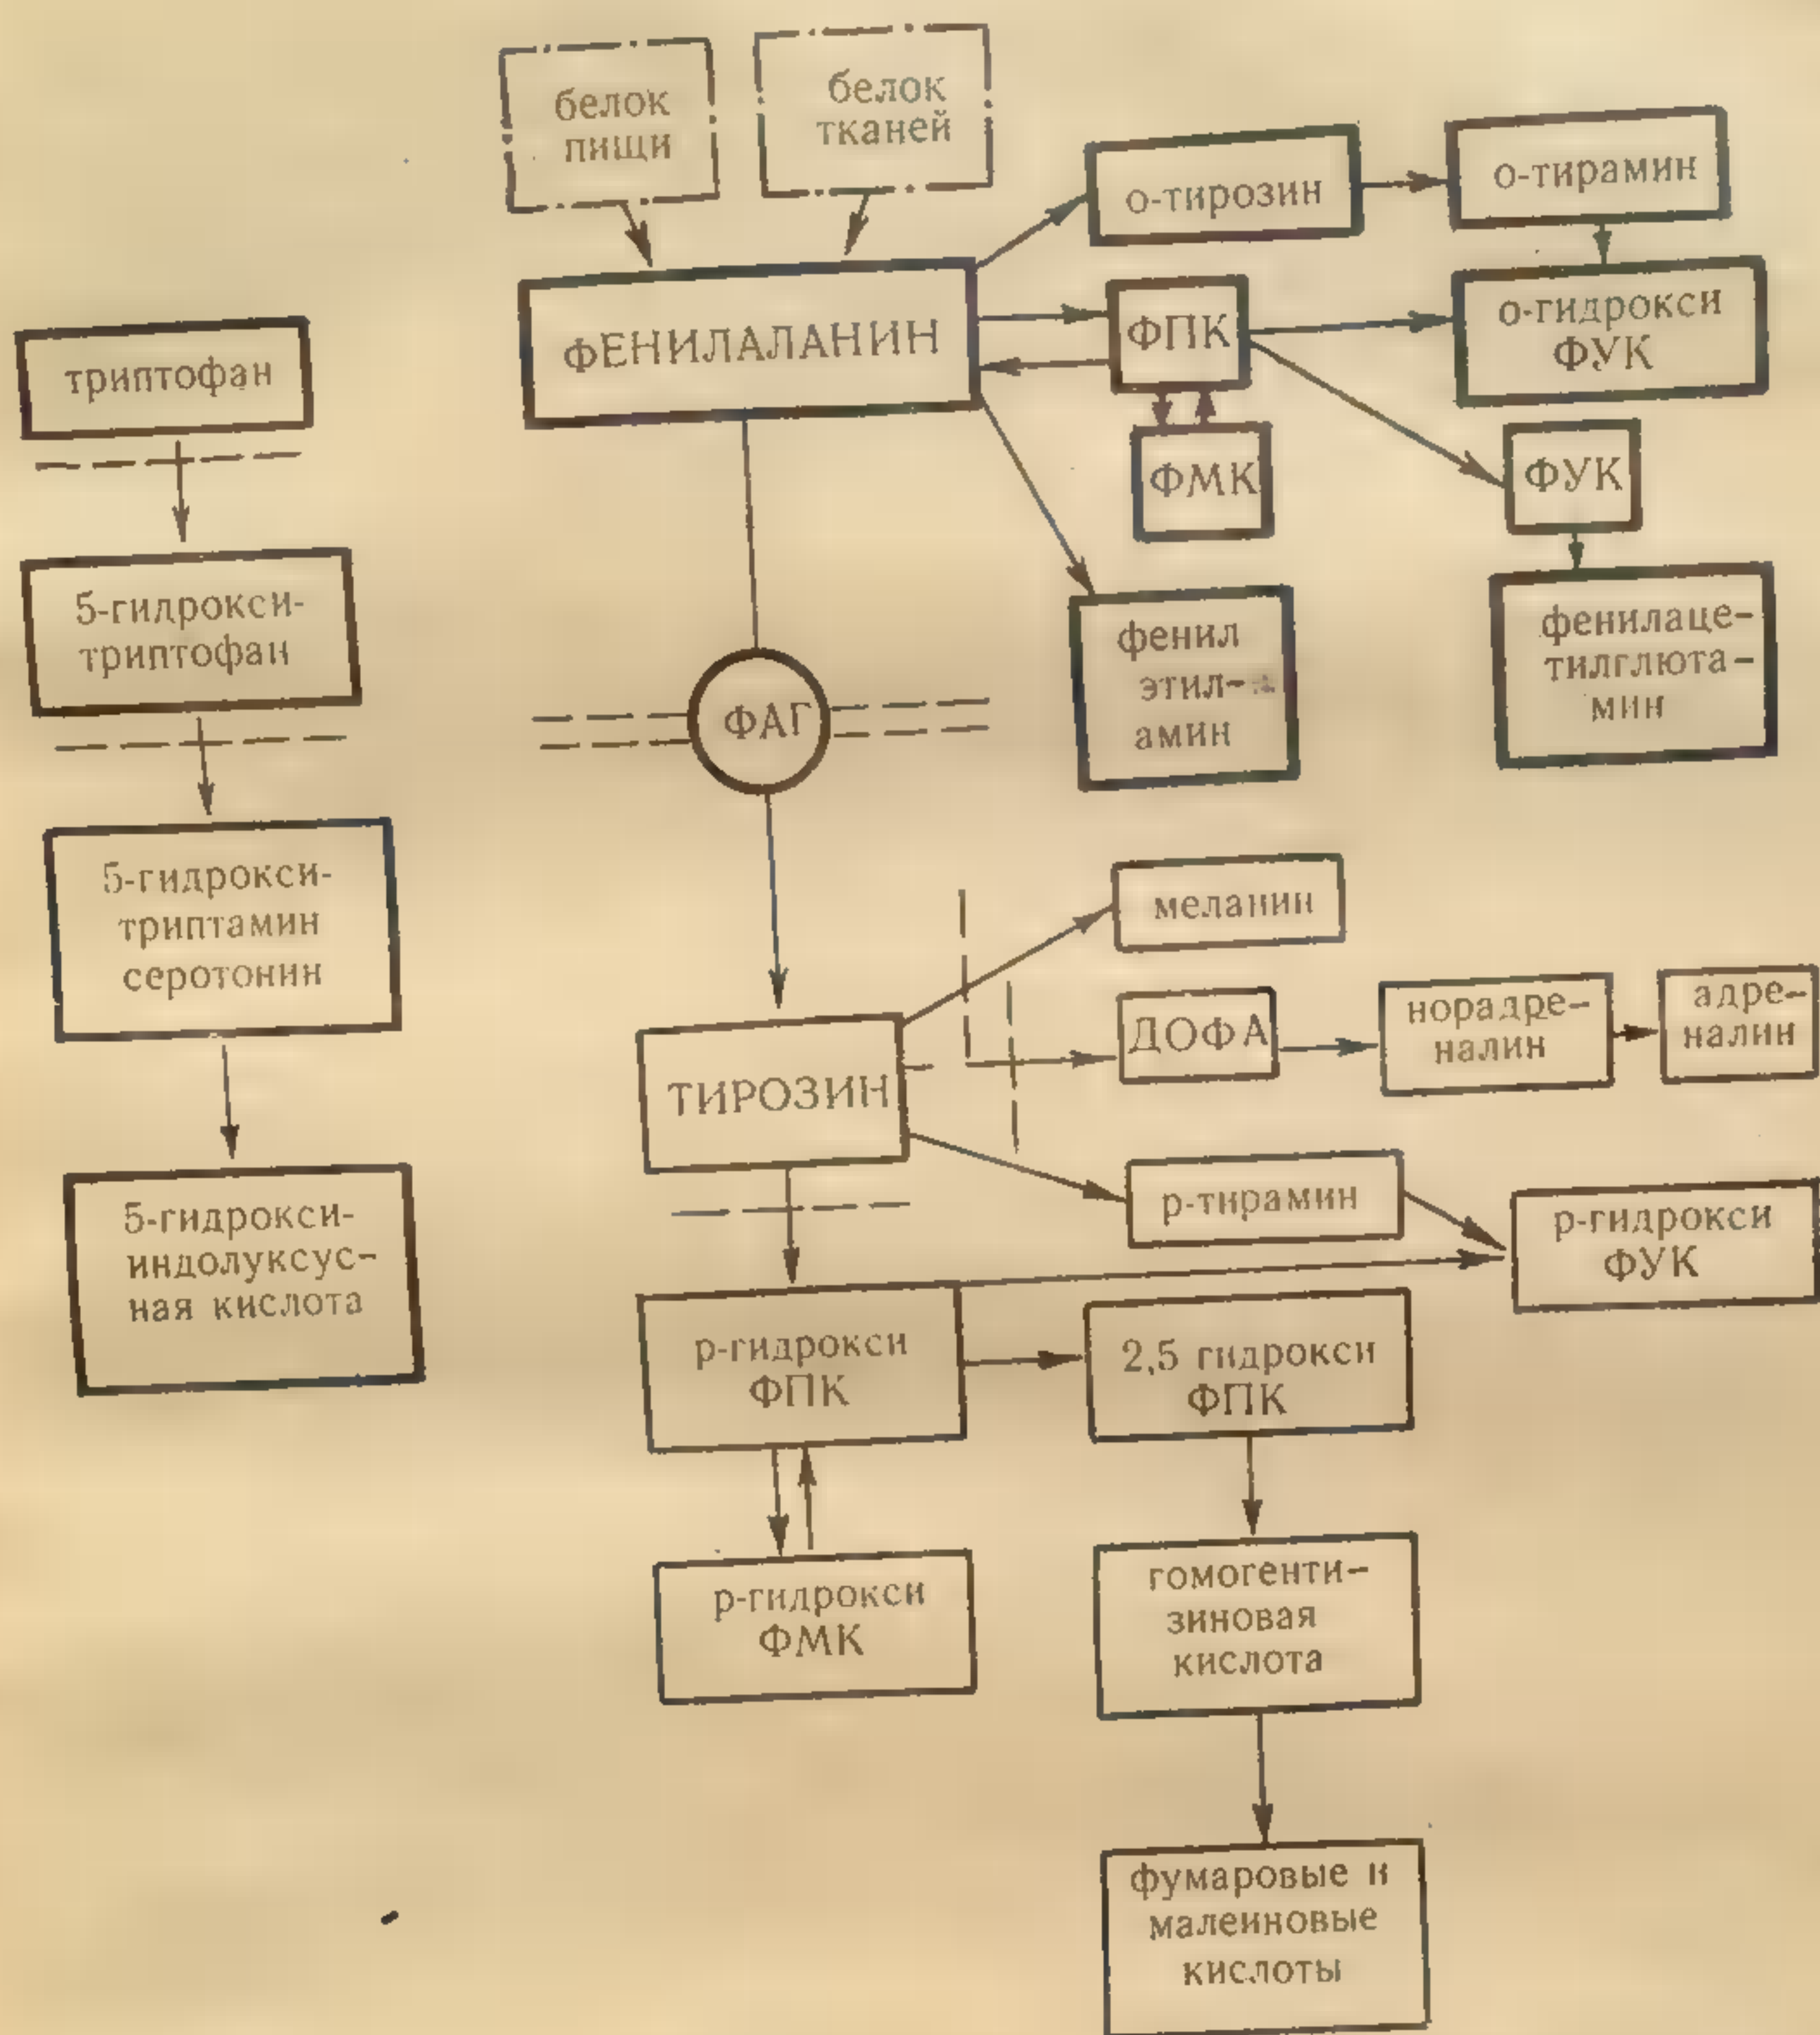 белок
пищи
белок
тканей
о-тирозин
о-тирамин
ФЕНИЛАЛАНИН
ФПК
о-гидрокси
ФУК
триптофан
ФМК
ФУК
5-гидрокси-
триптофан
фенил
этил-
амин
фенилаце-
тилглюта-
мин
ФАГ
5-гидрокси-
триптамин
серотонин
меланин
ТИРОЗИН
ДОФА
норадре-
налин
адре-
налин
5-гидрокси-
индолуксус-
ная кислота
р-тирамин
р-гидрокси
ФУК
р-гидрокси
ФПК
2,5 гидрокси
ФПК
р-гидрокси
ФМК
гомогенти-
зиновая
кислота
фумаровые и
малеиновые
кислоты